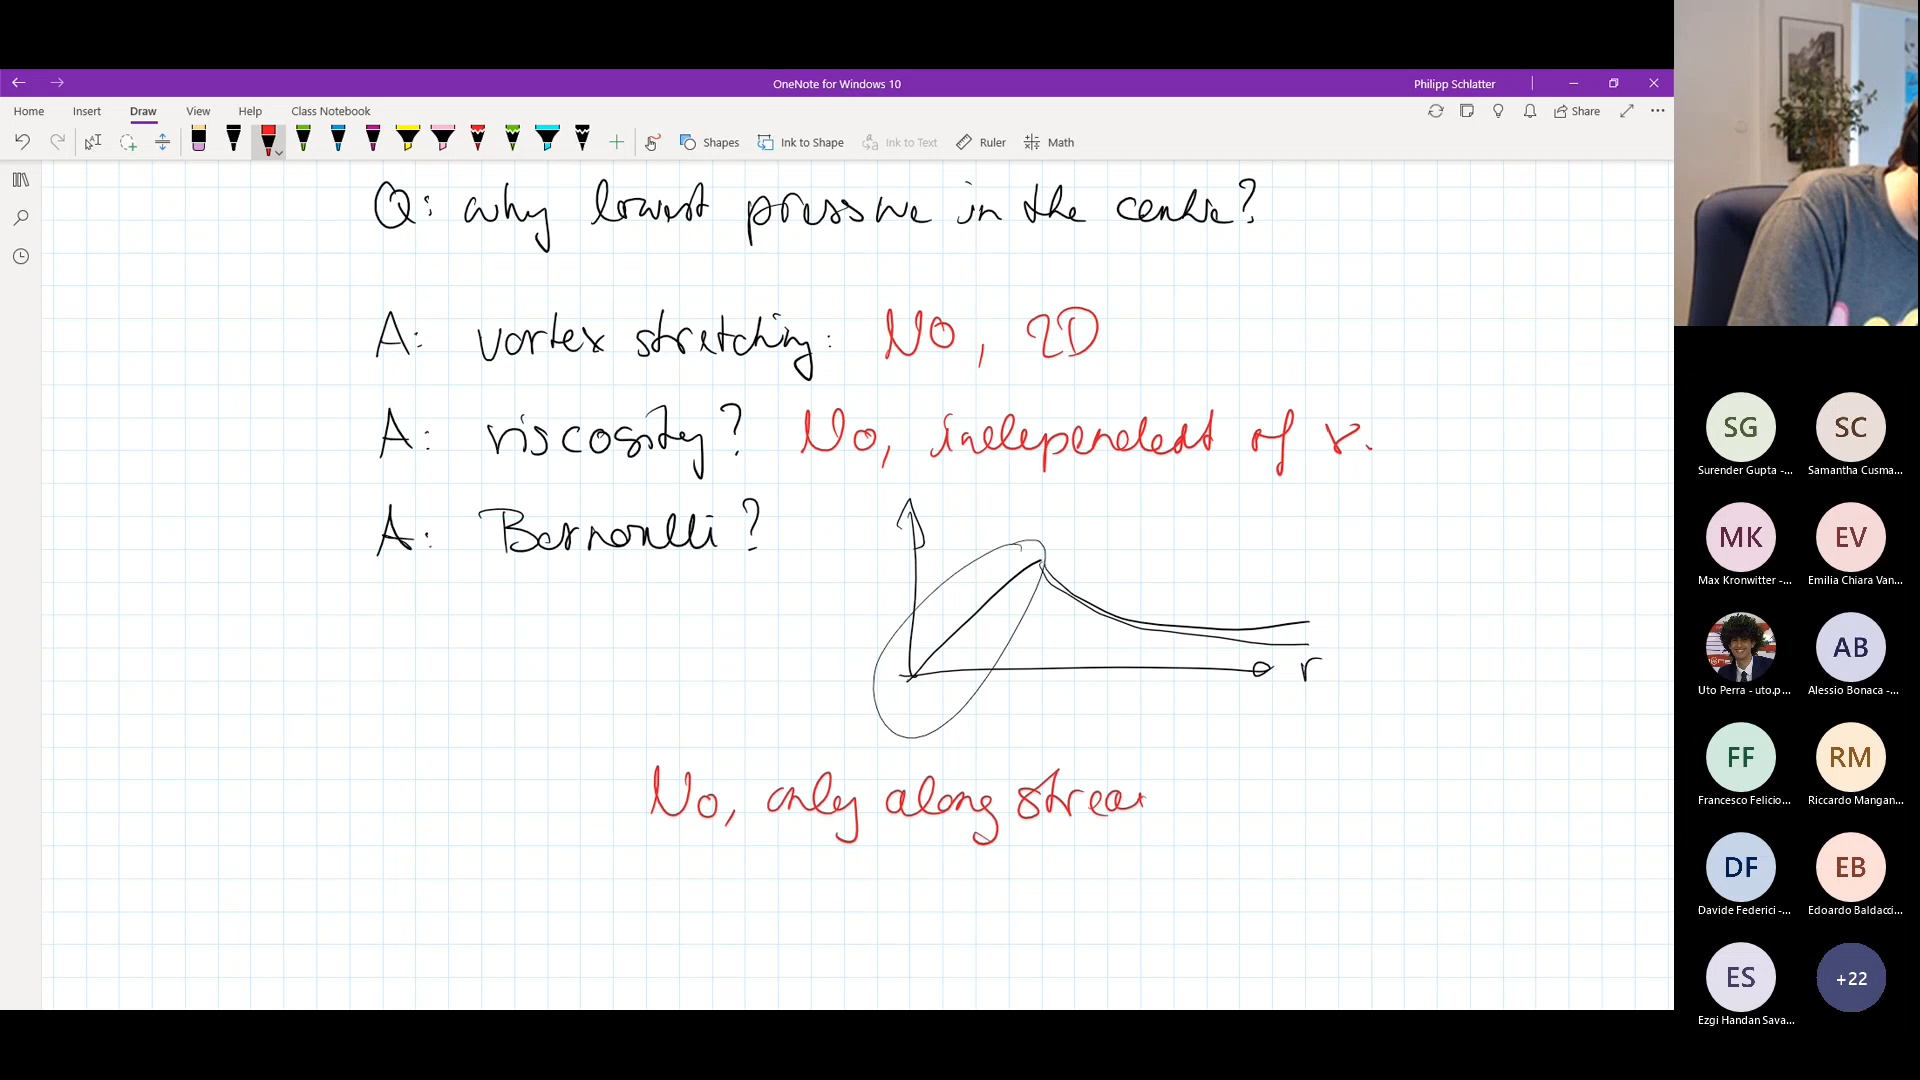 OneNote for Windows 10
Philipp Schlatter
Home Insert Draw View Help Class Notebook
Share
Shapes Ink to Shape Ink to Text Ruler Math
Q: why lowest pressure in the centre?
A: vortex stretching: NO, 2D
A: viscosity? No, independent of
A: Bernoulli?
r
No, only along strea
SG SC
Surender Gupta -... Samantha Cusma...
MK EV
Max Kronwitter -... Emilia Chiara Van...
AB
Uto Perra - uto.p... Alessio Bonaca -...
FF RM
Francesco Felicio... Riccardo Mangan...
DF EB
Davide Federici -... Edoardo Baldacci...
ES +22
Ezgi Handan Sava...